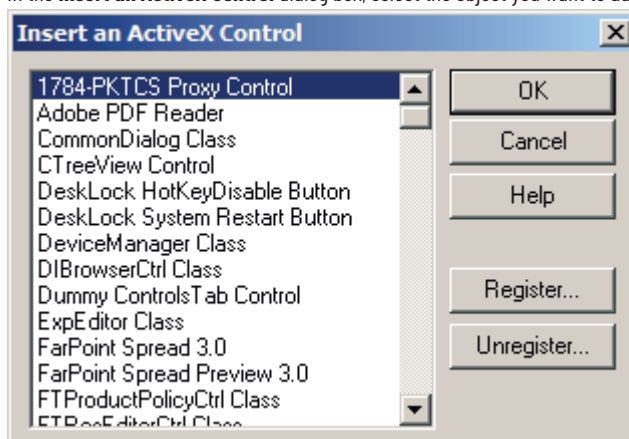 Insert an ActiveX Control
1784-PKTCS Proxy Control
Adobe PDF Reader
CommonDialog Class
CTreeView Control
DeskLock HotKeyDisable Button
DeskLock System Restart Button
DeviceManager Class
DIBrowserCtrl Class
Dummy ControlsTab Control
ExpEditor Class
FarPoint Spread 3.0
FarPoint Spread Preview 3.0
FTProductPolicyCtrl Class
OK
Cancel
Help
Register...
Unregister...